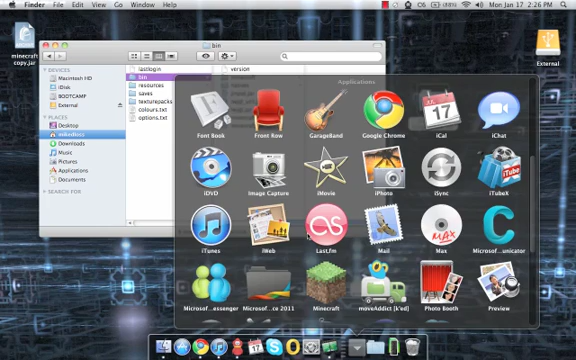 Finder File Edit View Go Window Help
Mon Jan 17 2:26 PM
minecraft
copy.jar
External
bin
DEVICES
Macintosh HD
iDisk
BOOTCAMP
External
PLACES
Desktop
Downloads
Music
Pictures
Applications
Documents
SEARCH FOR
lastlogin
bin
resources
saves
texturepacks
colours.txt
options.txt
version
Applications
Font Book
Front Row
GarageBand
Google Chrome
iCal
iChat
iDVD
Image Capture
iMovie
iPhoto
iSync
iTubeX
iTunes
iWeb
Last.fm
Mail
Max
Microsof...unicator
Microsof...essenger
Microsof...ce 2011
Minecraft
moveAddict [k'ed]
Photo Booth
Preview